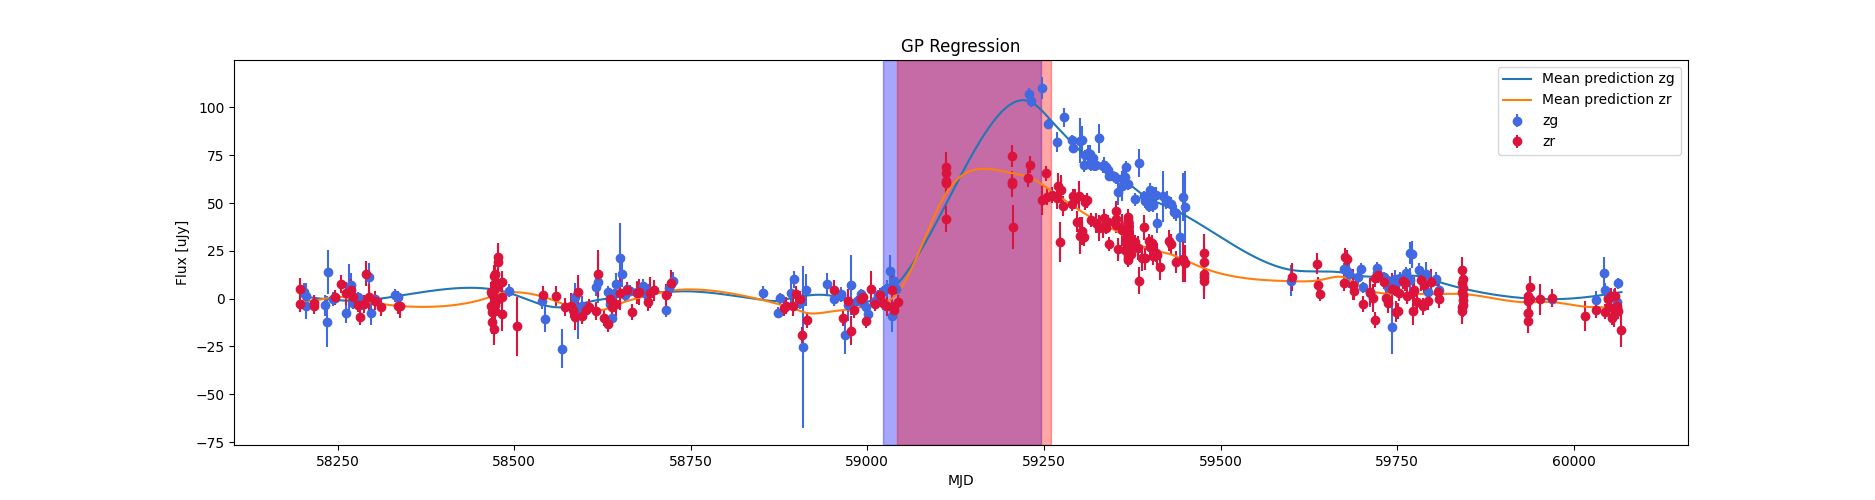 GP Regression
Flux [uJy]
100
75
50
25
0
−25
−50
−75
58250 58500 58750 59000 59250 59500 59750 60000
MJD
Mean prediction zg
Mean prediction zr
zg
zr